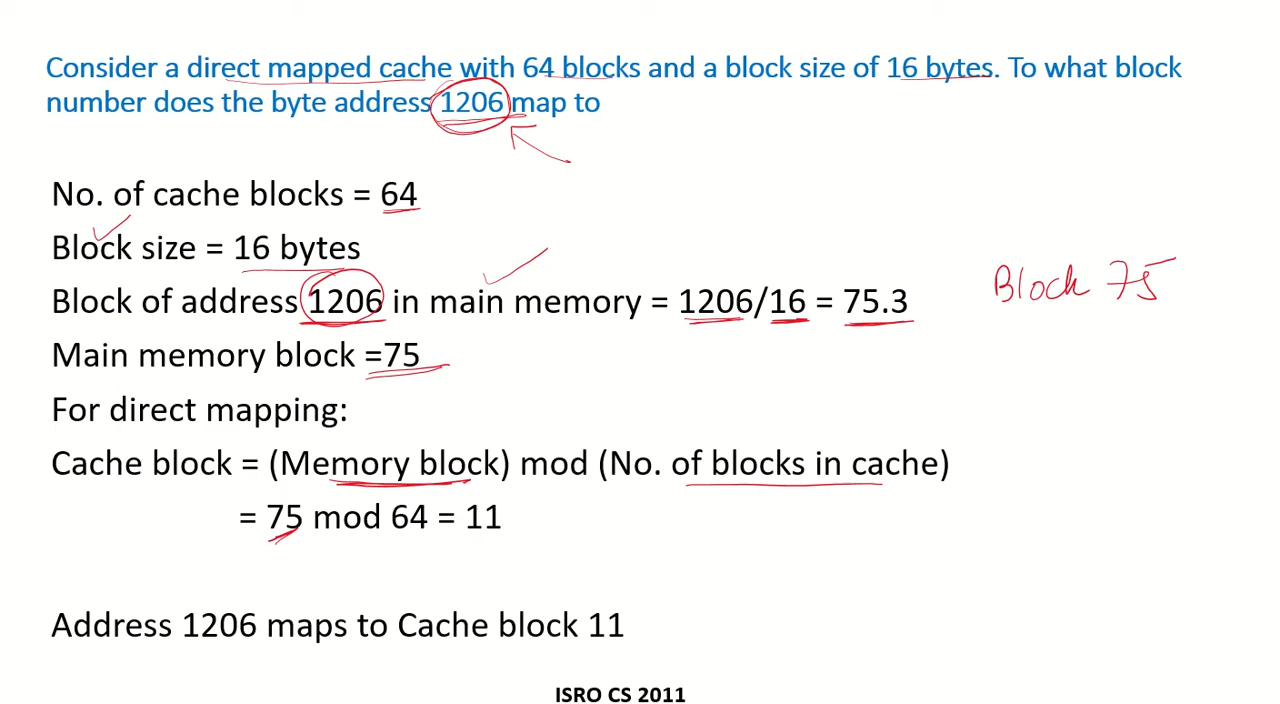 Consider a direct mapped cache with 64 blocks and a block size of 16 bytes. To what block
number does the byte address 1206 map to
No. of cache blocks = 64
Block size = 16 bytes
Block of address 1206 in main memory = 1206/16 = 75.3
Block 75
Main memory block =75
For direct mapping:
Cache block = (Memory block) mod (No. of blocks in cache)
= 75 mod 64 = 11
Address 1206 maps to Cache block 11
ISRO CS 2011